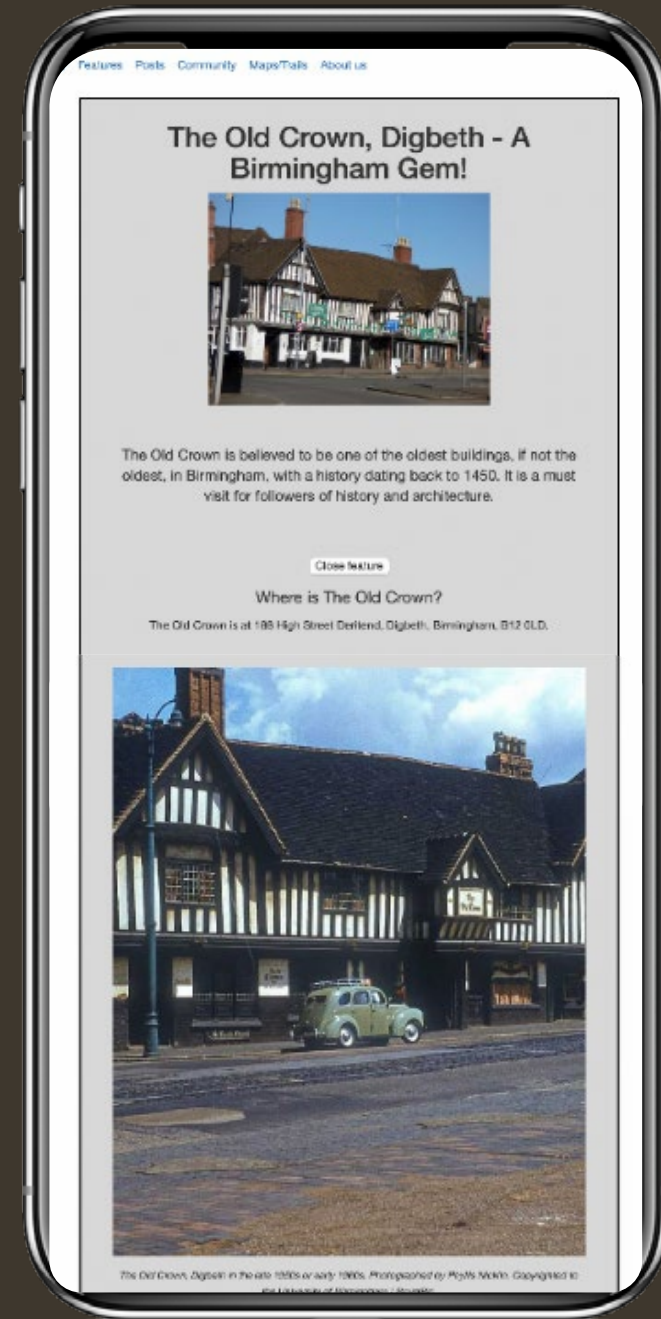 Features Posts Community Maps/Trails About us
The Old Crown, Digbeth - A
Birmingham Gem!
The Old Crown is believed to be one of the oldest buildings, if not the
oldest, in Birmingham, with a history dating back to 1450. It is a must
visit for followers of history and architecture.
Close feature
Where is The Old Crown?
The Old Crown is at 188 High Street Deritend, Digbeth, Birmingham, B12 0LD.
The Old Crown, Digbeth in the late 1950s or early 1960s. Photographed by Phyllis Nicklin. Copyrighted to
the University of Birmingham